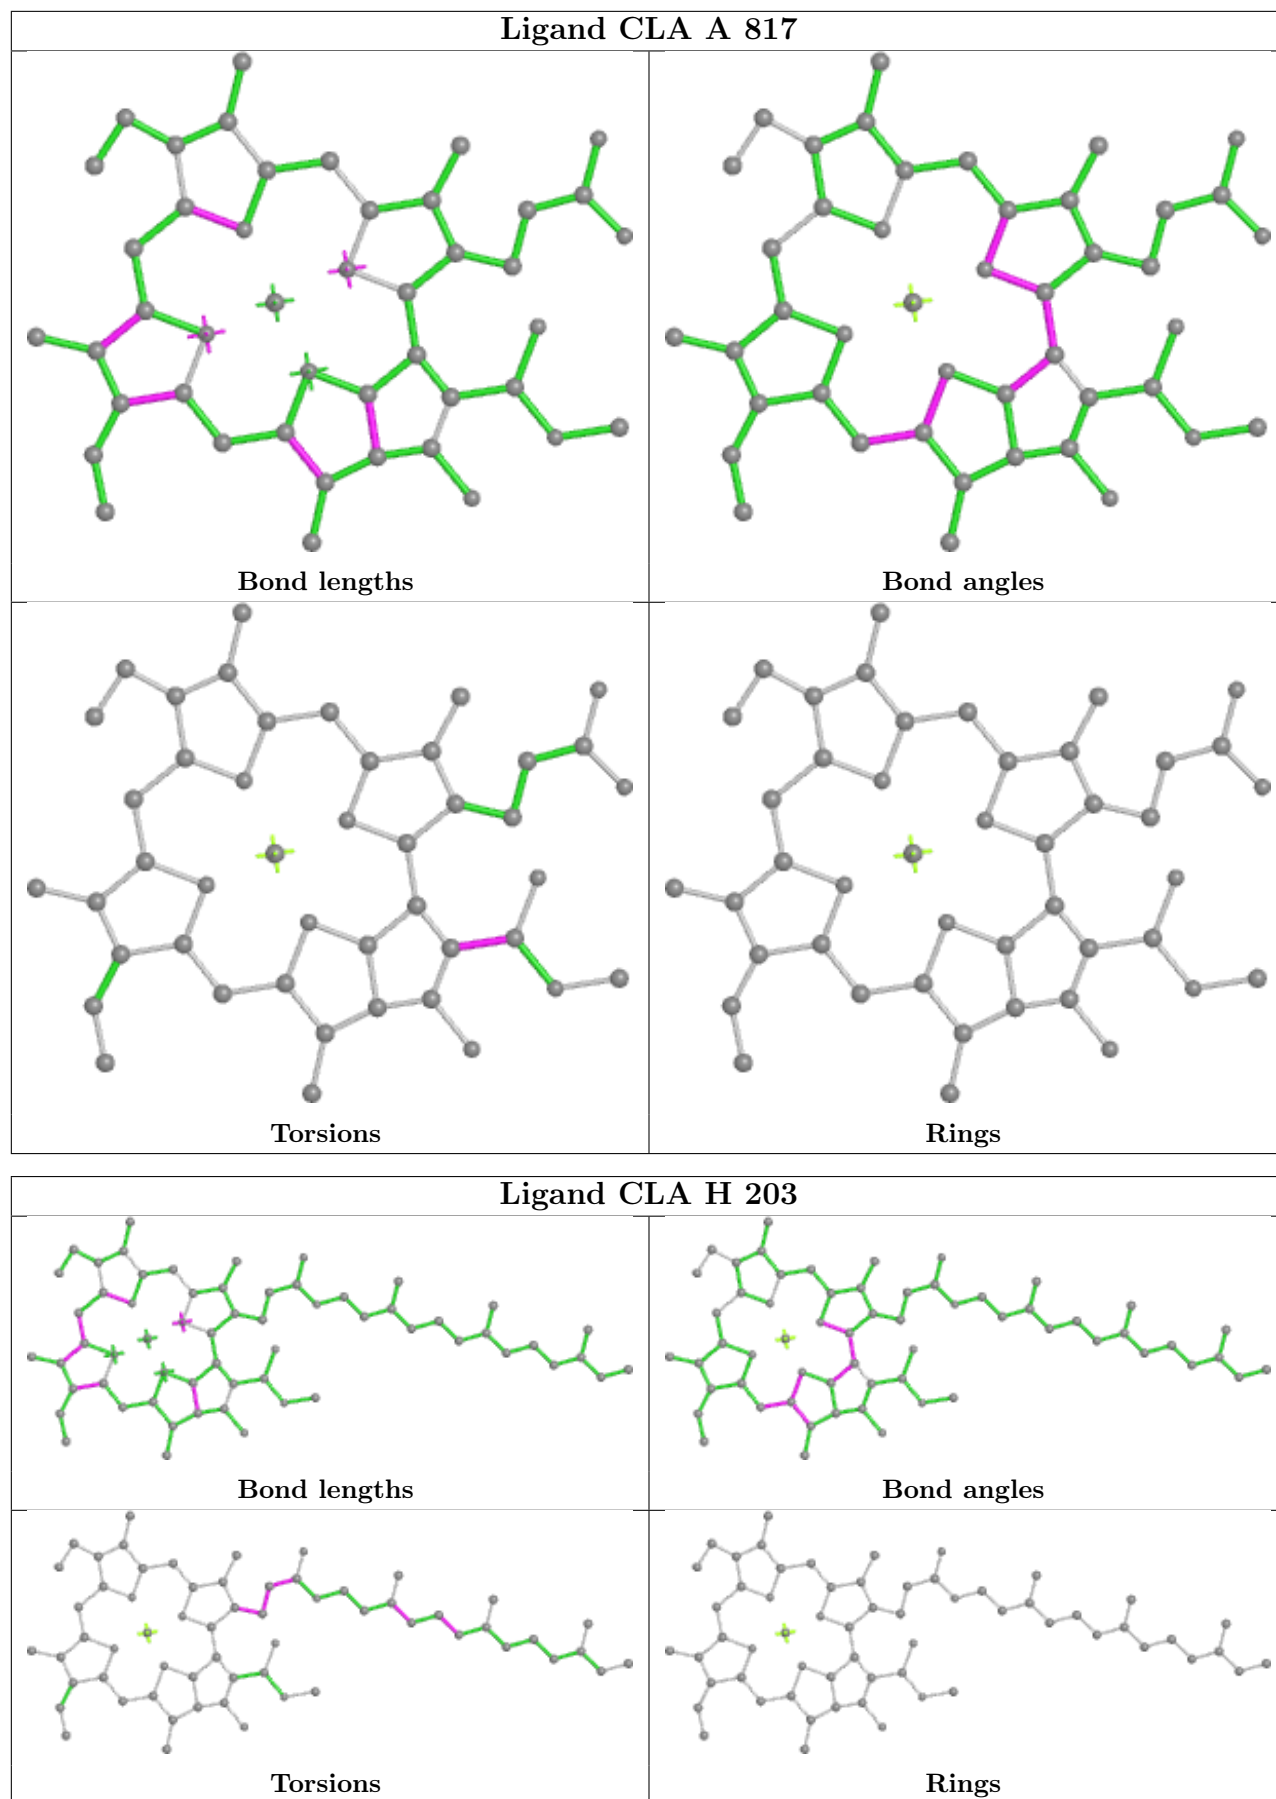 Ligand CLA A 817
Bond lengths
Bond angles
Torsions
Rings
Ligand CLA H 203
Bond lengths
Bond angles
Torsions
Rings